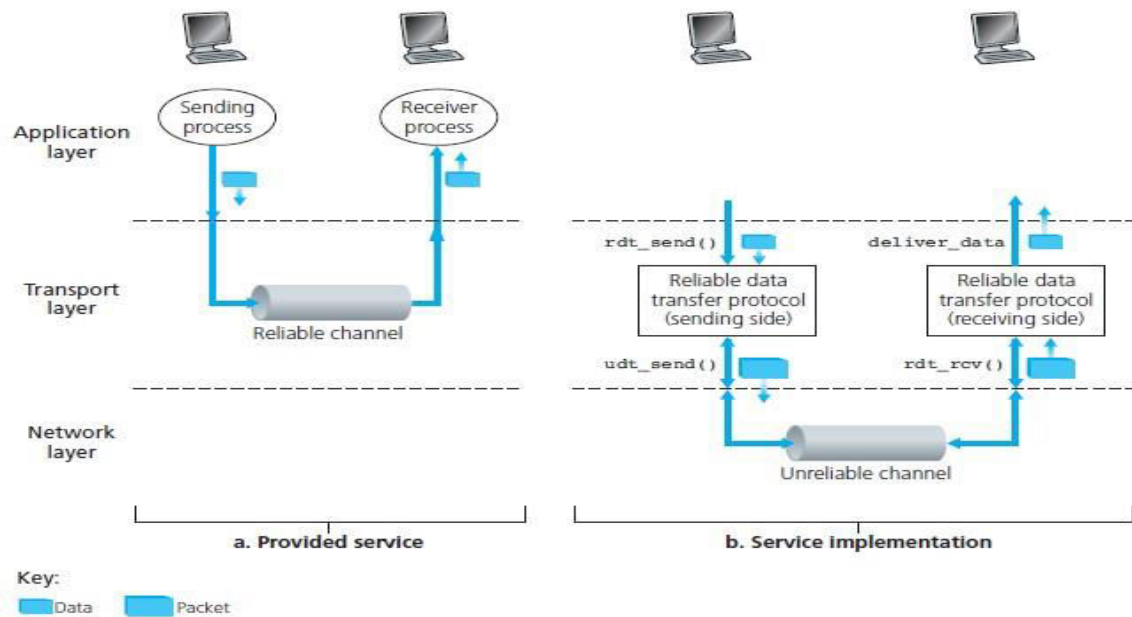 Sending
process
Receiver
process
Application
layer
rdt_send()
deliver_data
Transport
layer
Reliable channel
Reliable data
transfer protocol
(sending side)
Reliable data
transfer protocol
(receiving side)
udt_send()
rdt_rcv()
Network
layer
Unreliable channel
a. Provided service
b. Service implementation
Key:
Data
Packet